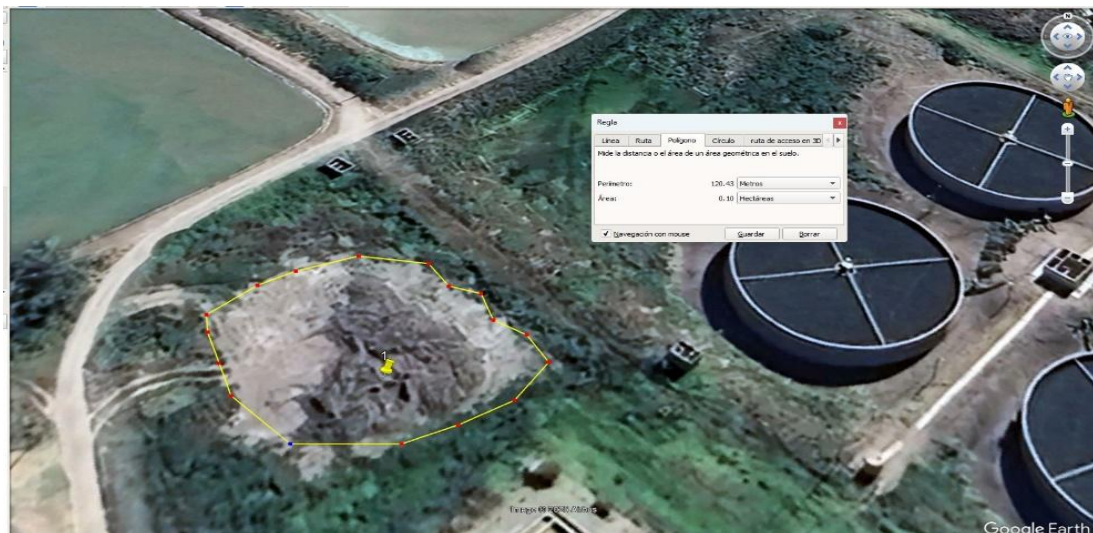 N
Regla
Línea Ruta Polígono Círculo ruta de acceso en 3D
Mide la distancia o el área de un área geométrica en el suelo.
Perímetro: 120.43 Metros
Área: 0.10 Hectáreas
Navegación con mouse Guardar Borrar
1
Google Earth